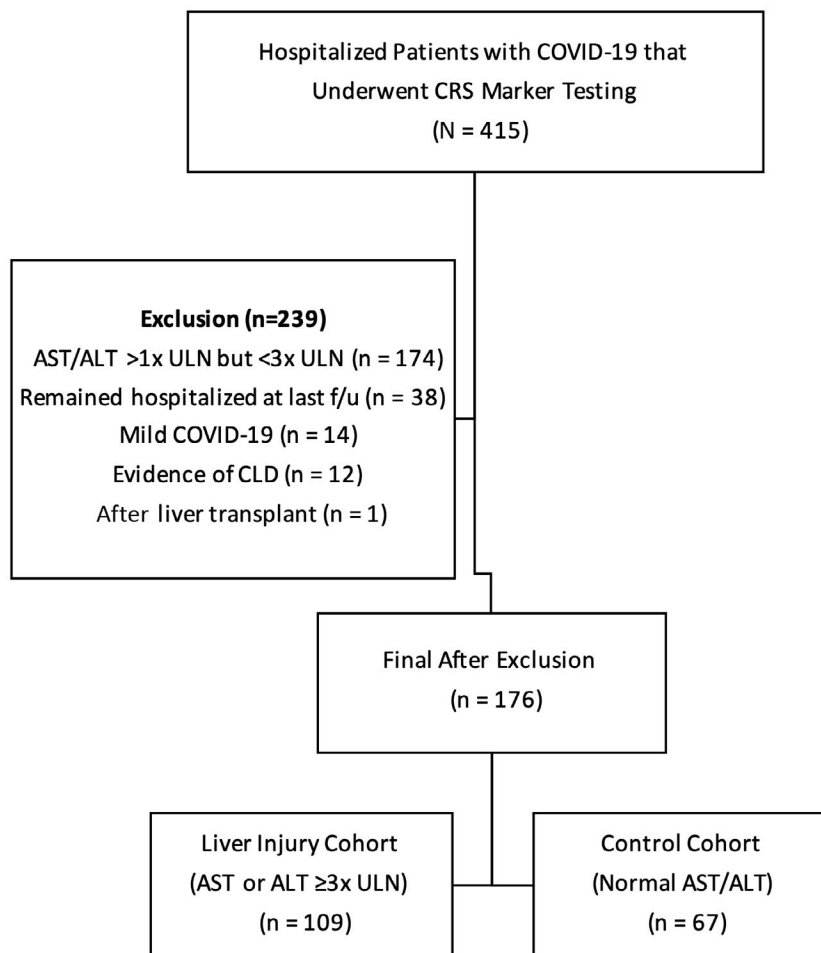 Hospitalized Patients with COVID-19 that
Underwent CRS Marker Testing
(N = 415)
Exclusion (n=239)
AST/ALT >1x ULN but <3x ULN (n = 174)
Remained hospitalized at last f/u (n = 38)
Mild COVID-19 (n = 14)
Evidence of CLD (n = 12)
After liver transplant (n = 1)
Final After Exclusion
(n = 176)
Liver Injury Cohort
(AST or ALT ≥3x ULN)
(n = 109)
Control Cohort
(Normal AST/ALT)
(n = 67)